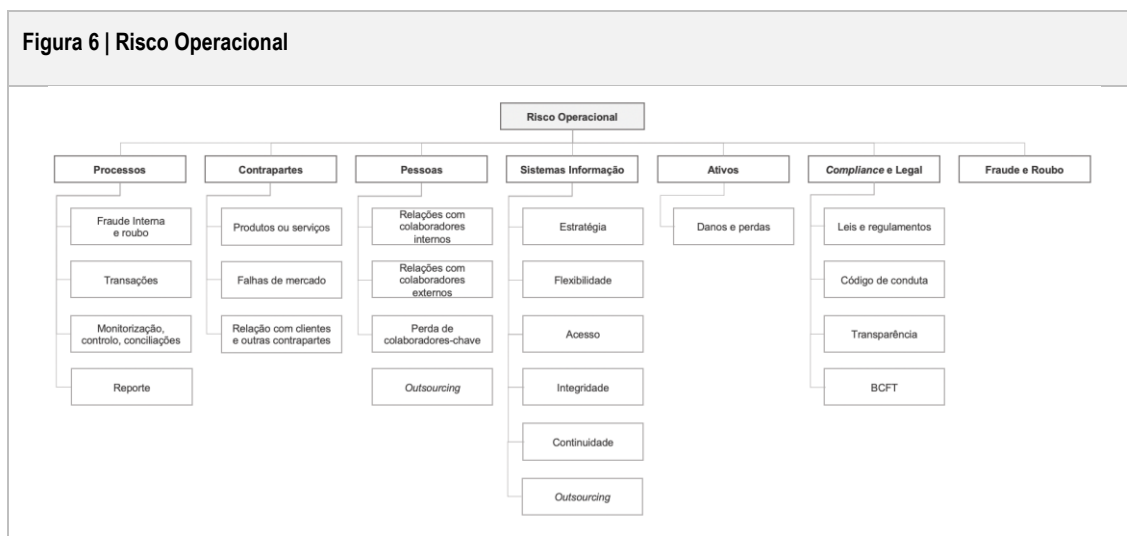 Figura 6 | Risco Operacional
Risco Operacional
Processos
Contrapartes
Pessoas
Sistemas Informação
Ativos
Compliance e Legal
Fraude e Roubo
Fraude Interna
e roubo
Transações
Monitorização,
controlo, conciliações
Reporte
Produtos ou serviços
Falhas de mercado
Relação com clientes
e outras contrapartes
Relações com
colaboradores
internos
Relações com
colaboradores
externos
Perda de
colaboradores-chave
Outsourcing
Estratégia
Flexibilidade
Acesso
Integridade
Continuidade
Outsourcing
Danos e perdas
Leis e regulamentos
Código de conduta
Transparência
BCFT